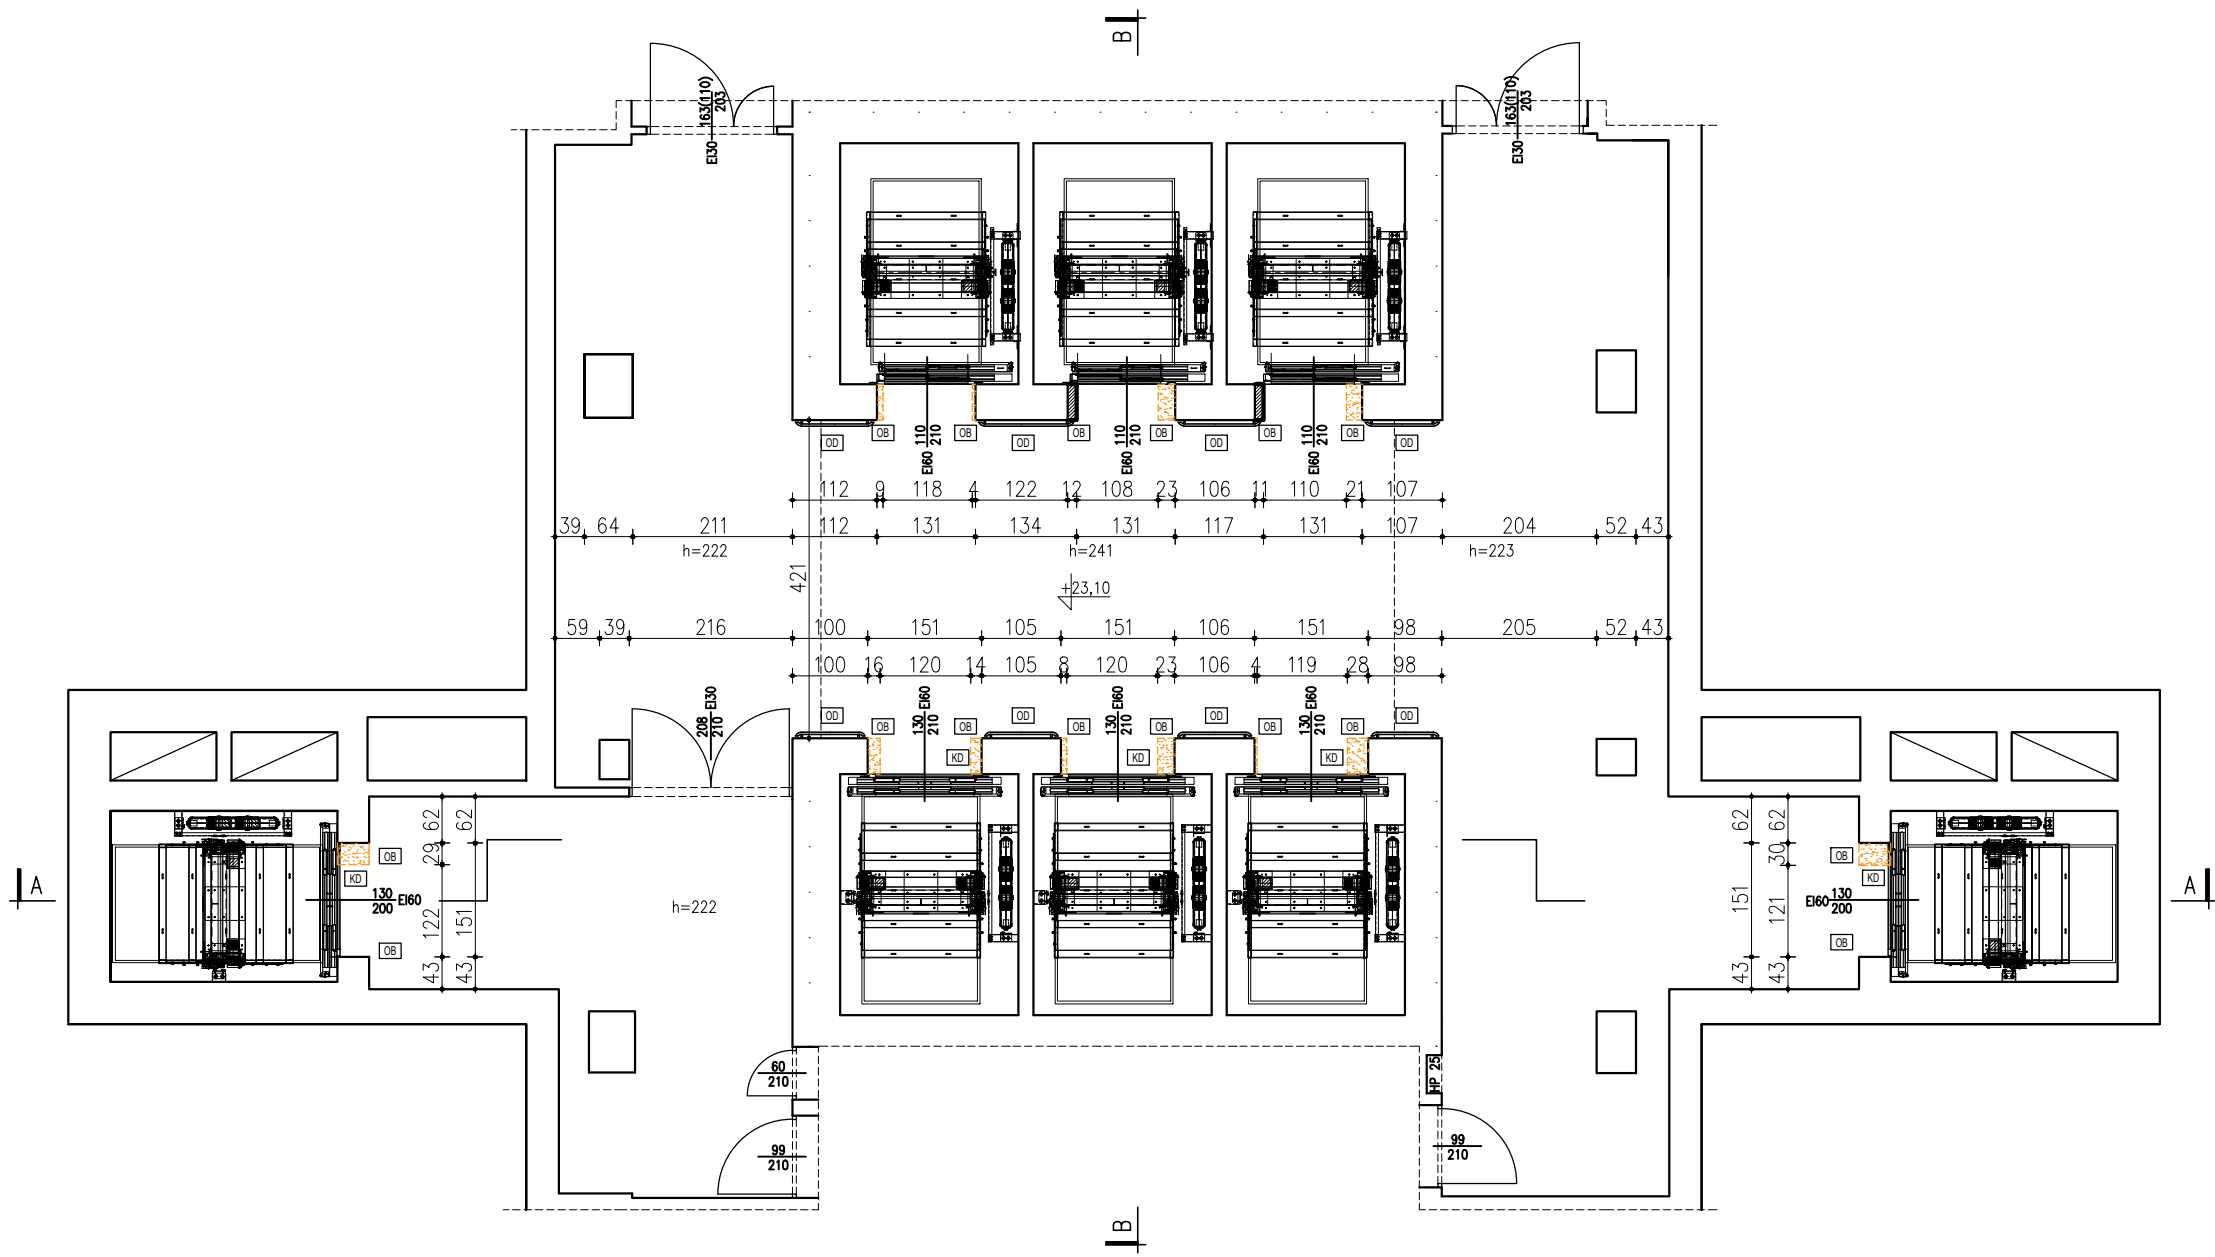 B
163(110)
203
EI30
163(110)
203
EI30
OD
OB
110
210
EI60
OB
OD
OB
110
210
EI60
OB
OD
OB
110
210
EI60
OB
OD
112 9 118 4 122 12 108 23 106 11 110 21 107
39 64 211 112 131 134 131 117 131 107 204 52 43
h=222 h=241 h=223
421
+23,10
59 39 216 100 151 105 151 106 151 98 205 52 43
100 16 120 14 105 8 120 23 106 4 119 28 98
208
210
EI30
OD
OB
130
210
EI60
OB
KD
OD
OB
130
210
EI60
OB
KD
OD
OB
130
210
EI60
OB
KD
OD
62 62
29
122 151
43 43
OB
KD
130
200
EI60
OB
A
h=222
62 62
30
151 121
43 43
OB
KD
EI60
130
200
OB
A
60
210
99
210
HP 25
99
210
B